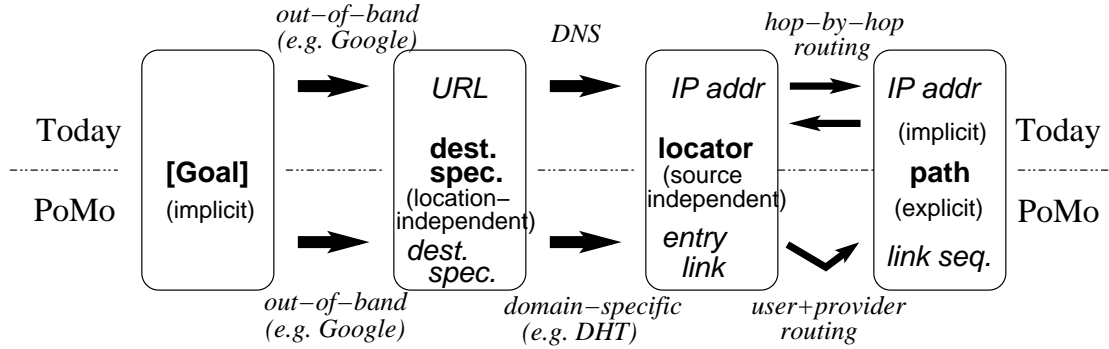 out−of−band
(e.g. Google)
DNS
hop−by−hop
routing
URL
IP addr
IP addr
Today
(implicit)
Today
dest.
spec.
locator
[Goal]
(source
independent)
path
(location−
independent)
PoMo
(implicit)
(explicit)
PoMo
dest.
spec.
entry
link
link seq.
out−of−band
(e.g. Google)
domain−specific
(e.g. DHT)
user+provider
routing